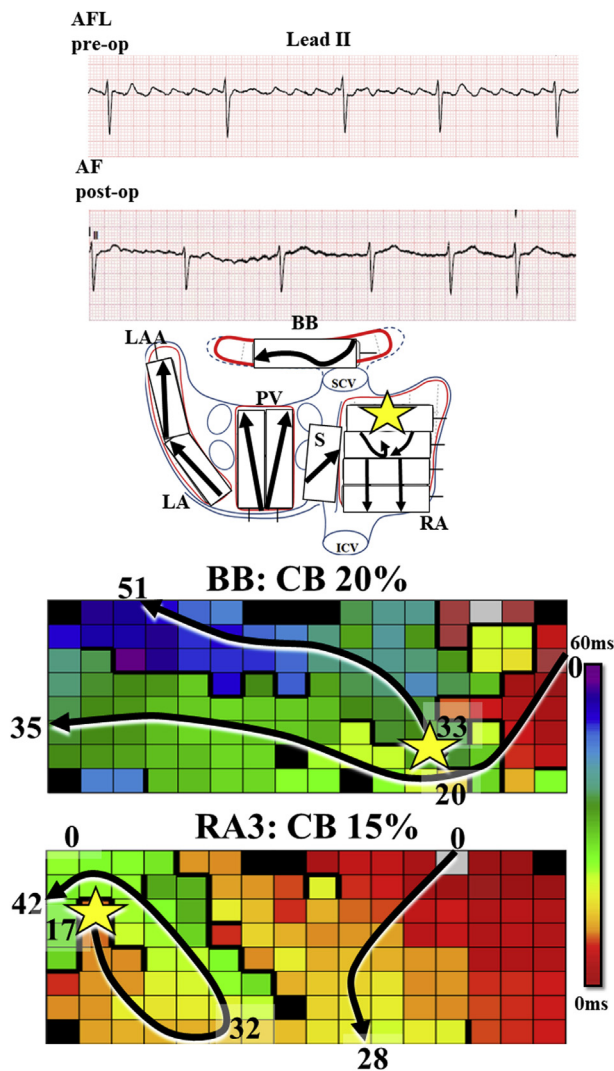 AFL
pre-op
Lead II
AF
post-op
II
BB
LAA
SCV
PV
S
LA
RA
ICV
BB: CB 20%
51
60ms
0
35
33
20
RA3: CB 15%
0
0
42
17
32
28
0ms